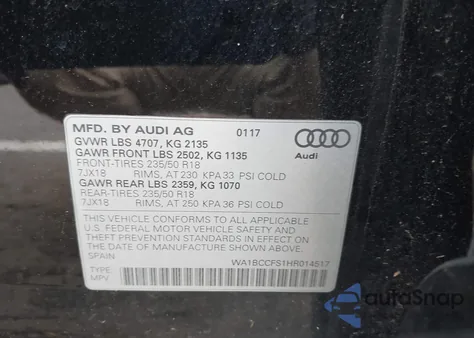 MFD. BY AUDI AG 0117
GVWR LBS 4707, KG 2135
GAWR FRONT LBS 2502, KG 1135
FRONT-TIRES 235/50 R18
7JX18 RIMS, AT 230 KPA 33 PSI COLD
GAWR REAR LBS 2359, KG 1070
REAR-TIRES 235/50 R18
7JX18 RIMS, AT 250 KPA 36 PSI COLD
Audi
THIS VEHICLE CONFORMS TO ALL APPLICABLE
U.S. FEDERAL MOTOR VEHICLE SAFETY AND
THEFT PREVENTION STANDARDS IN EFFECT ON
THE DATE OF MANUFACTURE SHOWN ABOVE.
SPAIN WA1BCCFS1HR014517
TYPE
MPV
autoSnap